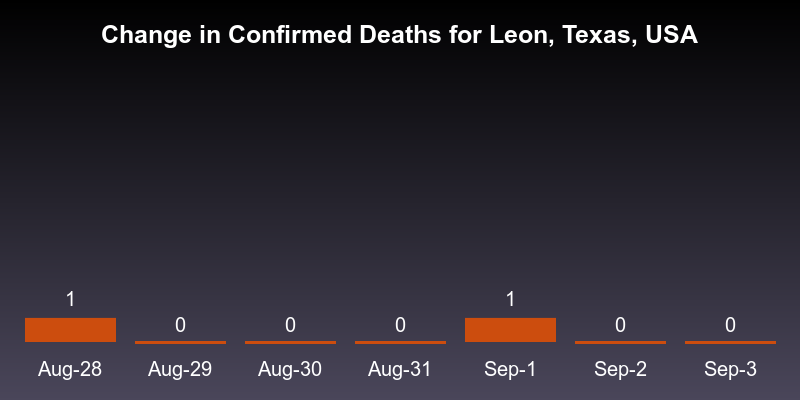 Change in Confirmed Deaths for Leon, Texas, USA
1 0 0 0 1 0 0
Aug-28 Aug-29 Aug-30 Aug-31 Sep-1 Sep-2 Sep-3